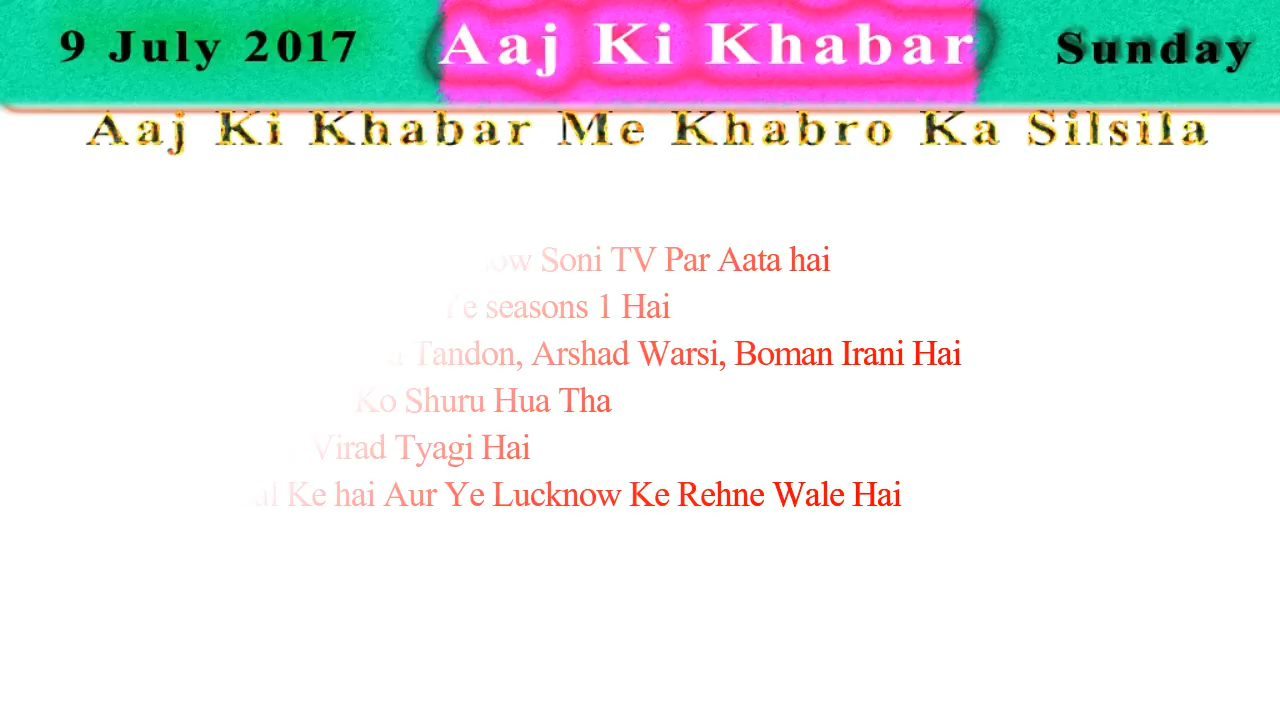 9 July 2017 Aaj Ki Khabar Sunday
Aaj Ki Khabar Me Khabro Ka Silsila
Soni TV Par Aata hai
Ye seasons 1 Hai
Tandon, Arshad Warsi, Boman Irani Hai
Ko Shuru Hua Tha
Virad Tyagi Hai
Ke hai Aur Ye Lucknow Ke Rehne Wale Hai